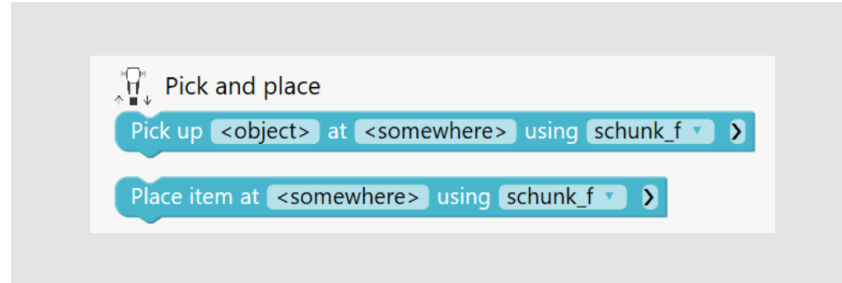 Pick and place
Pick up <object> at <somewhere> using schunk_f
Place item at <somewhere> using schunk_f